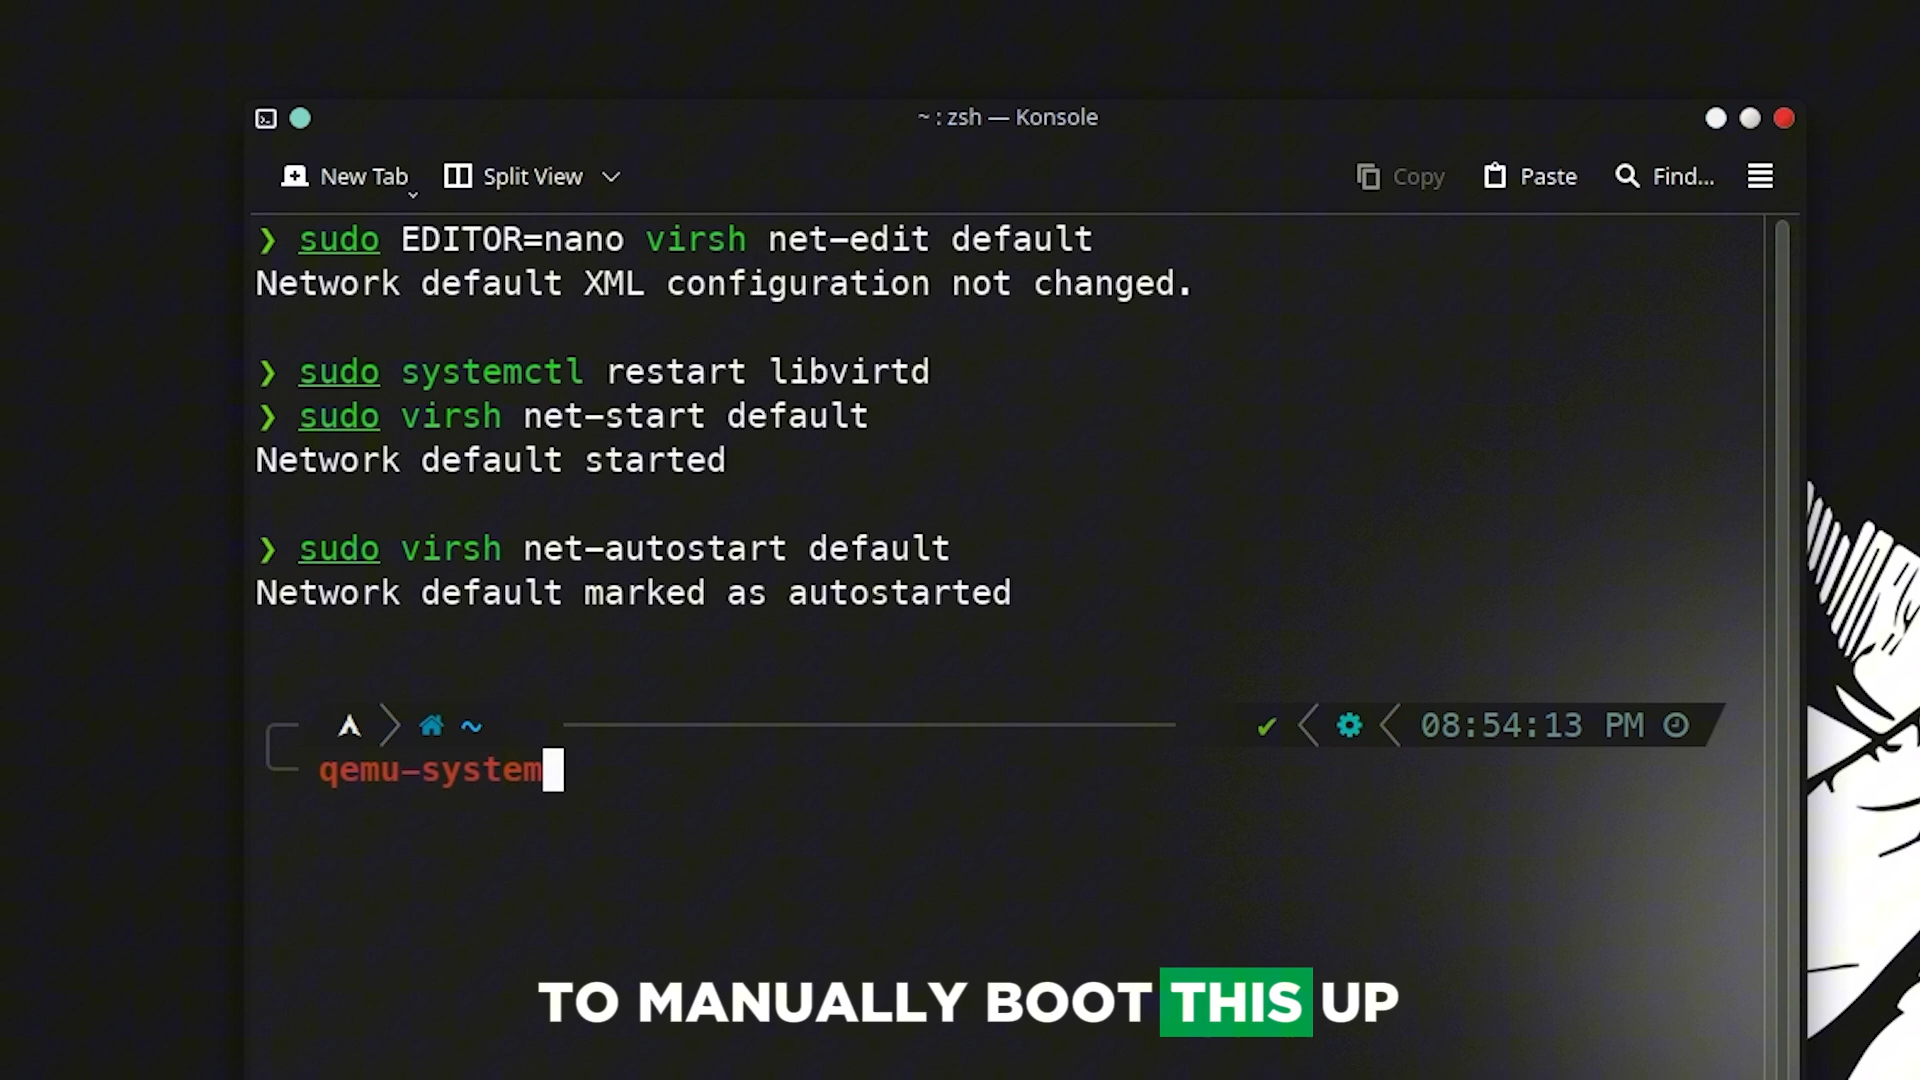 ~ : zsh — Konsole
New Tab Split View Copy Paste Find...
❯ sudo EDITOR=nano virsh net-edit default
Network default XML configuration not changed.
❯ sudo systemctl restart libvirtd
❯ sudo virsh net-start default
Network default started
❯ sudo virsh net-autostart default
Network default marked as autostarted
~ ✔ 08:54:13 PM
qemu-system
TO MANUALLY BOOT THIS UP